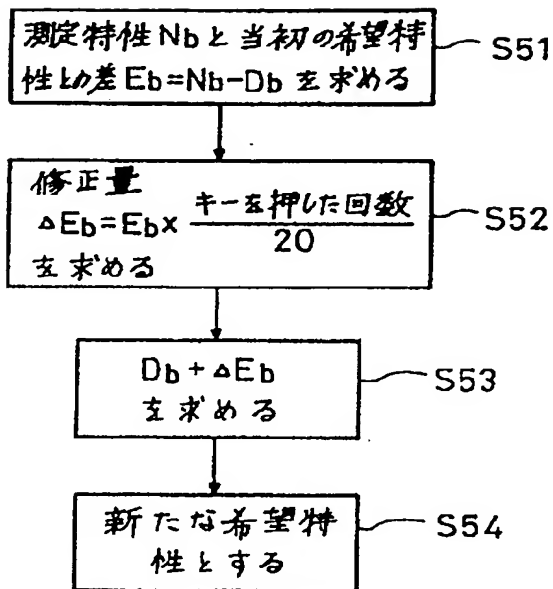 測定特性Nbと当初の希望特
性との差Eb=Nb-Dbを求める
S51
修正量
ΔEb=Eb×キーを押した回数/20
を求める
S52
Db+ΔEb
を求める
S53
新たな希望特
性とする
S54